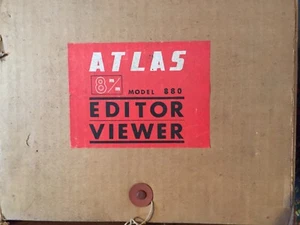 ATLAS
8 m/m MODEL 880
EDITOR
VIEWER